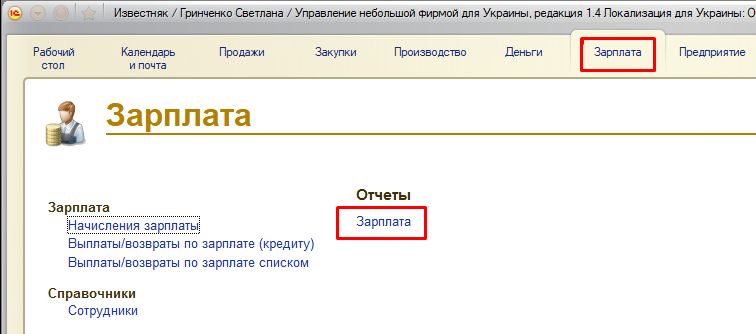 Известняк / Гринченко Светлана / Управление небольшой фирмой для Украины, редакция 1.4 Локализация для Украины: О
Рабочий стол
Календарь и почта
Продажи
Закупки
Производство
Деньги
Зарплата
Предприятие
Зарплата
Зарплата
Начисления зарплаты
Выплаты/возвраты по зарплате (кредиту)
Выплаты/возвраты по зарплате списком
Справочники
Сотрудники
Отчеты
Зарплата